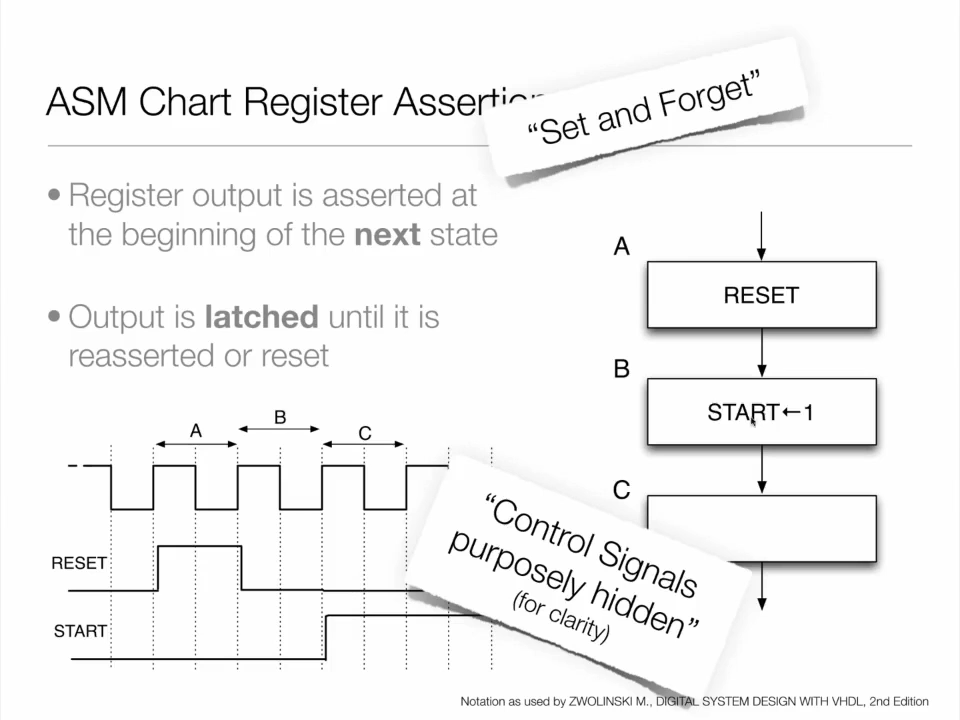 ASM Chart Register Assertion
“Set and Forget”
• Register output is asserted at
the beginning of the next state
• Output is latched until it is
reasserted or reset
A
RESET
B
START←1
C
A
B
C
RESET
START
“Control Signals
purposely hidden”
(for clarity)
Notation as used by ZWOLINSKI M., DIGITAL SYSTEM DESIGN WITH VHDL, 2nd Edition